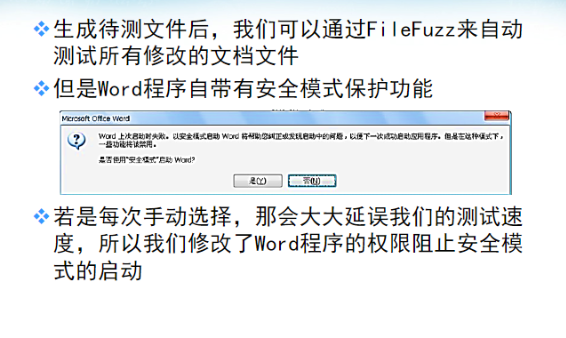 生成待测文件后，我们可以通过FileFuzz来自动
测试所有修改的文档文件
但是Word程序自带有安全模式保护功能
Microsoft Office Word
Word 上次启动时失败。以安全模式启动 Word 将帮助您纠正或发现启动中的问题，以便下一次成功启动应用程序。但是在这种模式下，
一些功能将被禁用。
是否使用“安全模式”启动 Word?
是(Y) 否(N)
若是每次手动选择，那会大大延误我们的测试速
度，所以我们修改了Word程序的权限阻止安全模
式的启动